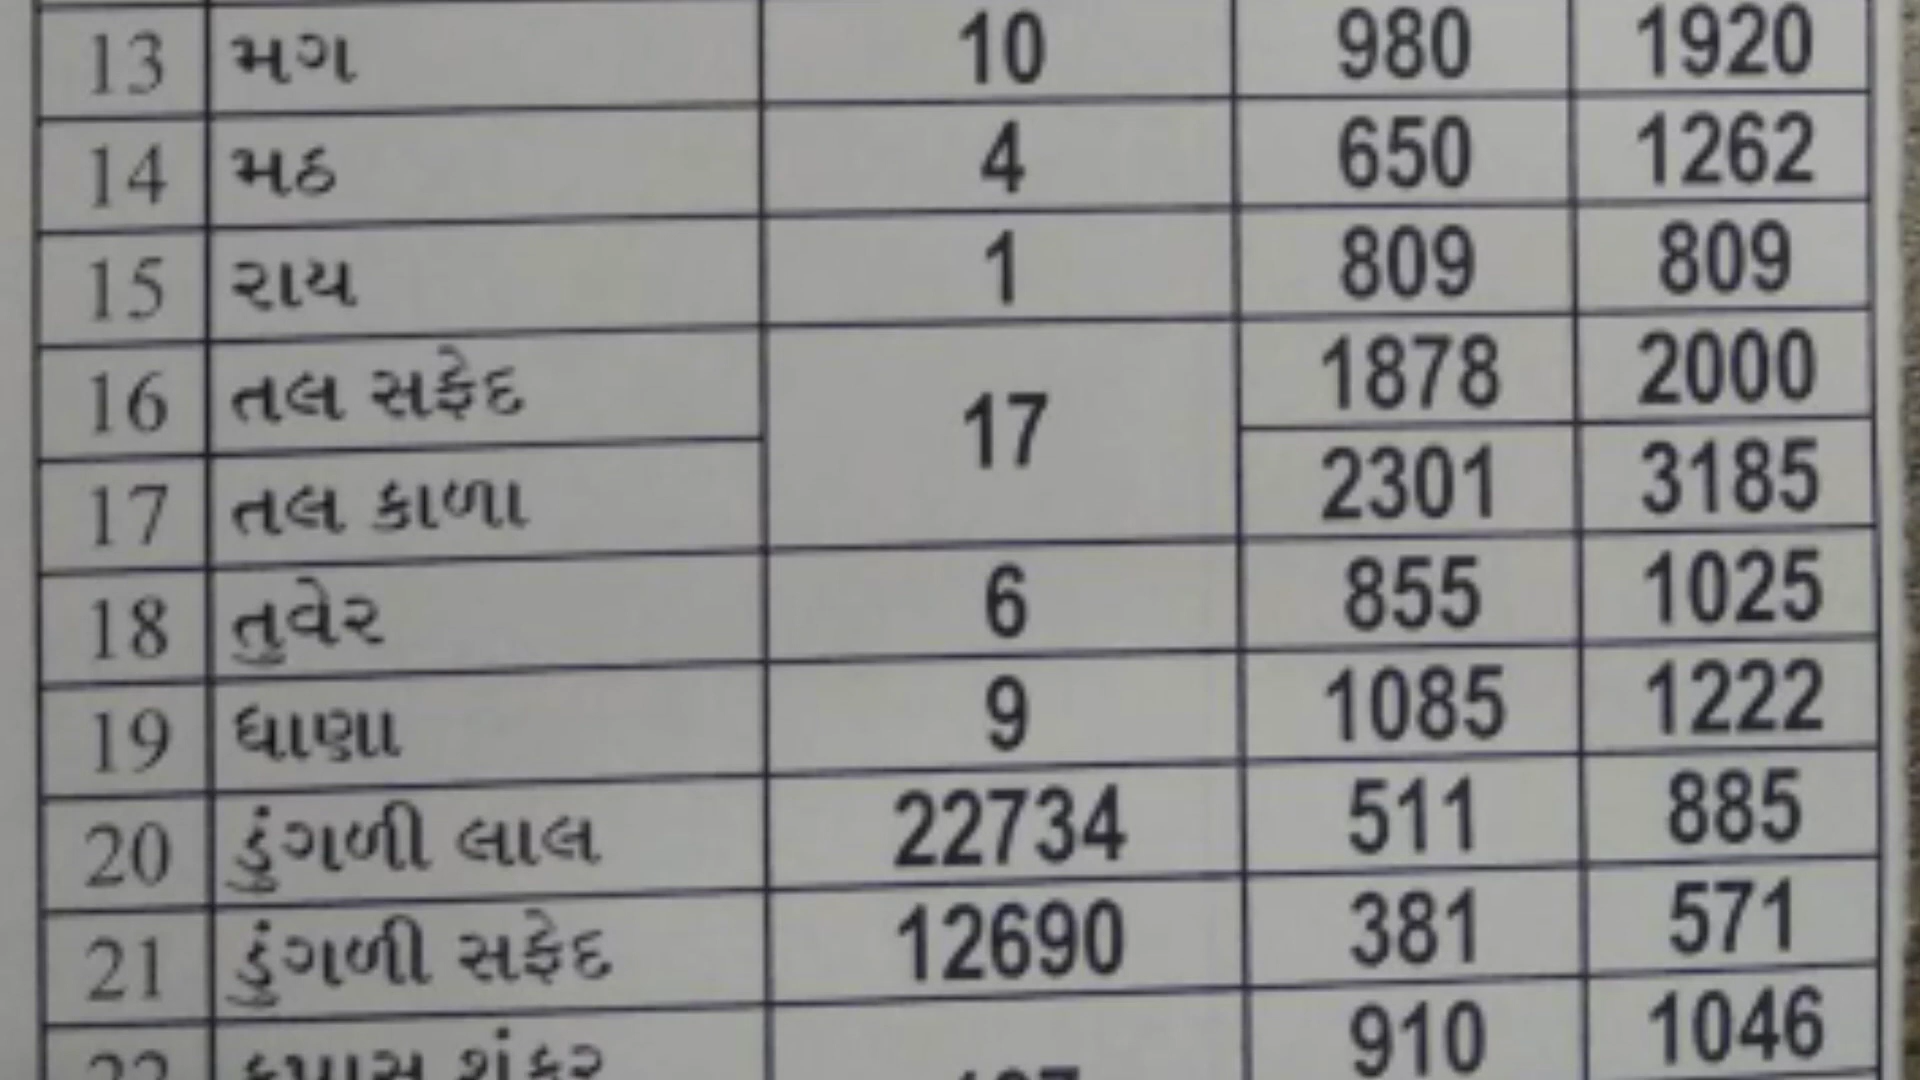 13 મગ 10 980 1920
14 મઠ 4 650 1262
15 રાય 1 809 809
16 તલ સફેદ 17 1878 2000
17 તલ કાળા 2301 3185
18 તુવેર 6 855 1025
19 ધાણા 9 1085 1222
20 ડુંગળી લાલ 22734 511 885
21 ડુંગળી સફેદ 12690 381 571
22 કપાસ શંકર 910 1046